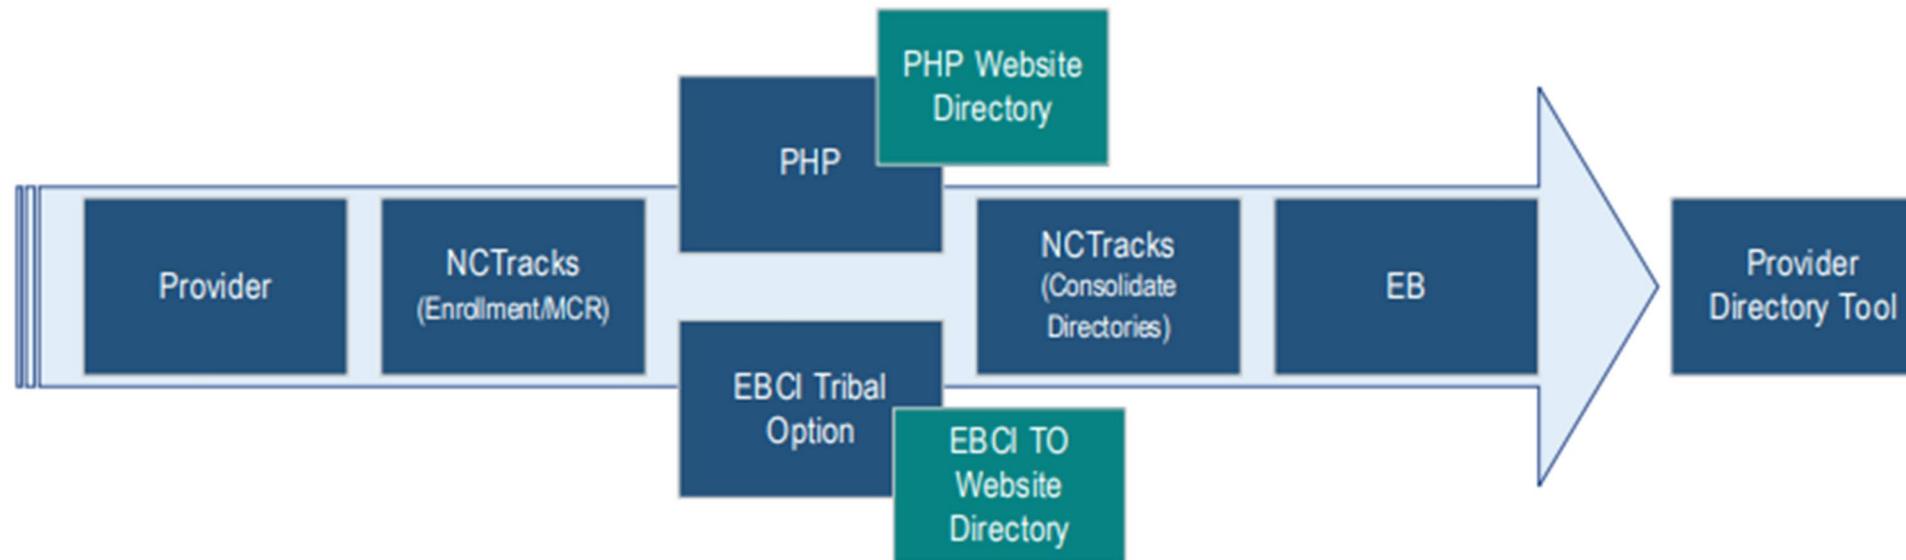 Provider
NCTracks
(Enrollment/MCR)
PHP
PHP Website
Directory
EBCI Tribal
Option
EBCI TO
Website
Directory
NCTracks
(Consolidate
Directories)
EB
Provider
Directory Tool